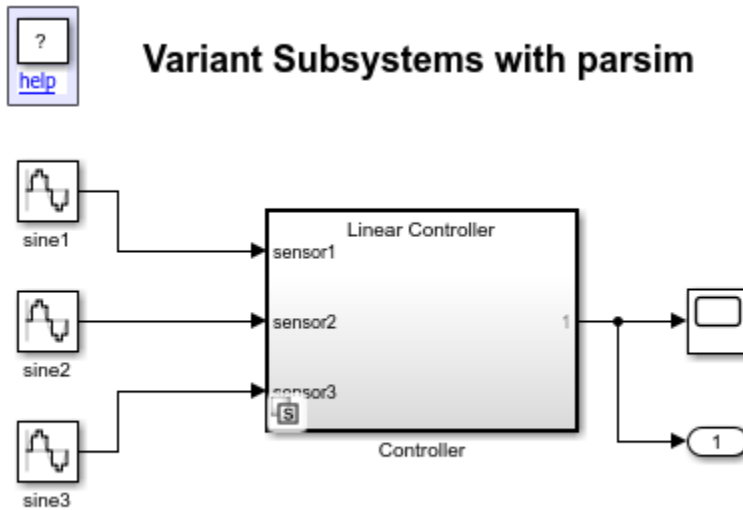 ?
help
Variant Subsystems with parsim
sine1
Linear Controller
sensor1
sine2
sensor2
1
sine3
sensor3
S
Controller
1